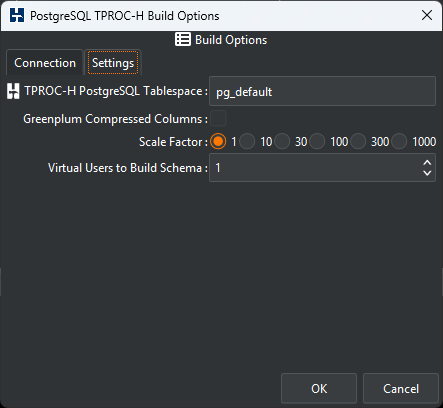 PostgreSQL TPROC-H Build Options
Build Options
Connection Settings
TPROC-H PostgreSQL Tablespace : pg_default
Greenplum Compressed Columns :
Scale Factor : 1 10 30 100 300 1000
Virtual Users to Build Schema : 1
OK Cancel